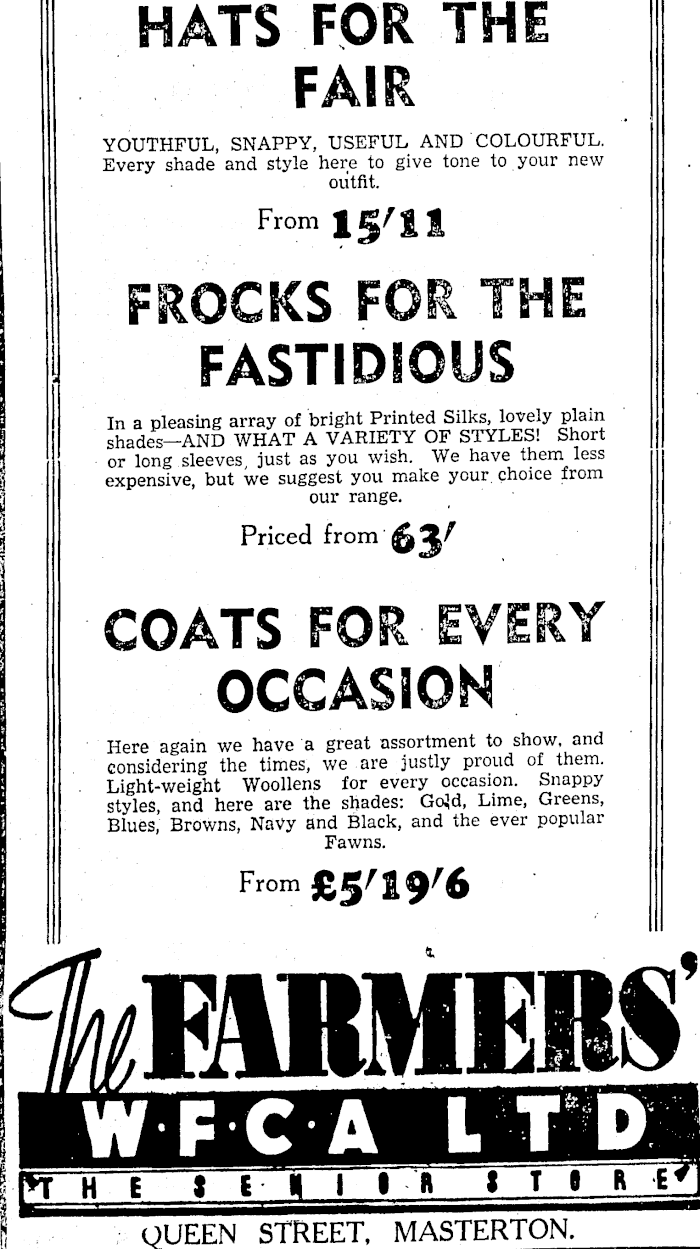 HATS FOR THE
FAIR
YOUTHFUL, SNAPPY, USEFUL AND COLOURFUL.
Every shade and style here to give tone to your new
outfit.
From 15'11
FROCKS FOR THE
FASTIDIOUS
In a pleasing array of bright Printed Silks, lovely plain
shades—AND WHAT A VARIETY OF STYLES! Short
or long sleeves, just as you wish. We have them less
expensive, but we suggest you make your choice from
our range.
Priced from 63/
COATS FOR EVERY
OCCASION
Here again we have a great assortment to show, and
considering the times, we are justly proud of them.
Light-weight Woollens for every occasion. Snappy
styles, and here are the shades: Gold, Lime, Greens,
Blues, Browns, Navy and Black, and the ever popular
Fawns.
From £5'19'6
The FARMERS'
W·F·C·A LTD
THE SENIOR STORE
QUEEN STREET, MASTERTON.